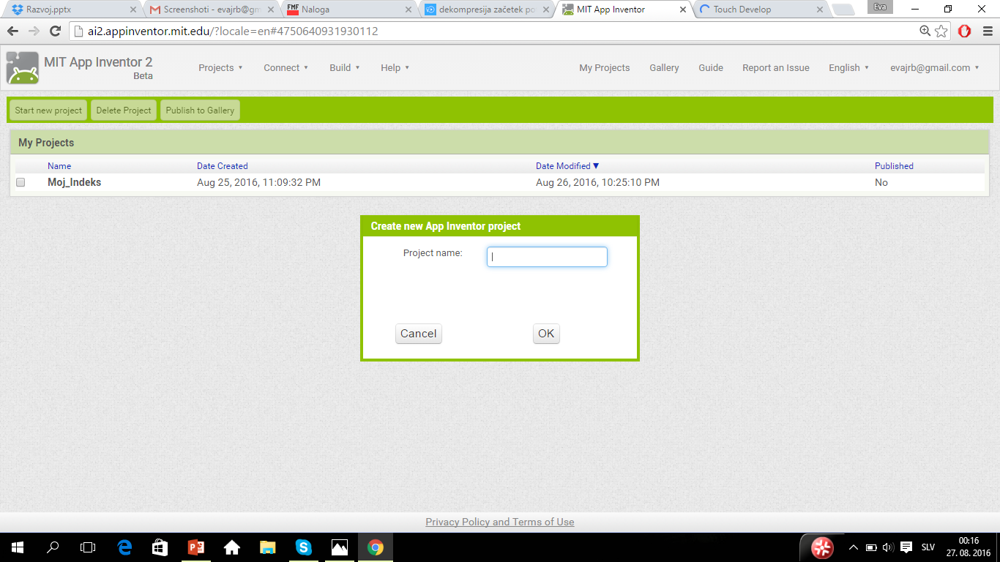 Razvoj.pptx
Screenshoti - evajrb@gm
FMF Naloga
dekompresija začetek po
MIT App Inventor
Touch Develop
Eva
ai2.appinventor.mit.edu/?locale=en#4750640931930112
MIT App Inventor 2
Beta
Projects Connect Build Help My Projects Gallery Guide Report an Issue English evajrb@gmail.com
Start new project Delete Project Publish to Gallery
My Projects
Name Date Created Date Modified ▼ Published
Moj_Indeks Aug 25, 2016, 11:09:32 PM Aug 26, 2016, 10:25:10 PM No
Create new App Inventor project
Project name:
Cancel OK
Privacy Policy and Terms of Use
SLV
00:16
27. 08. 2016